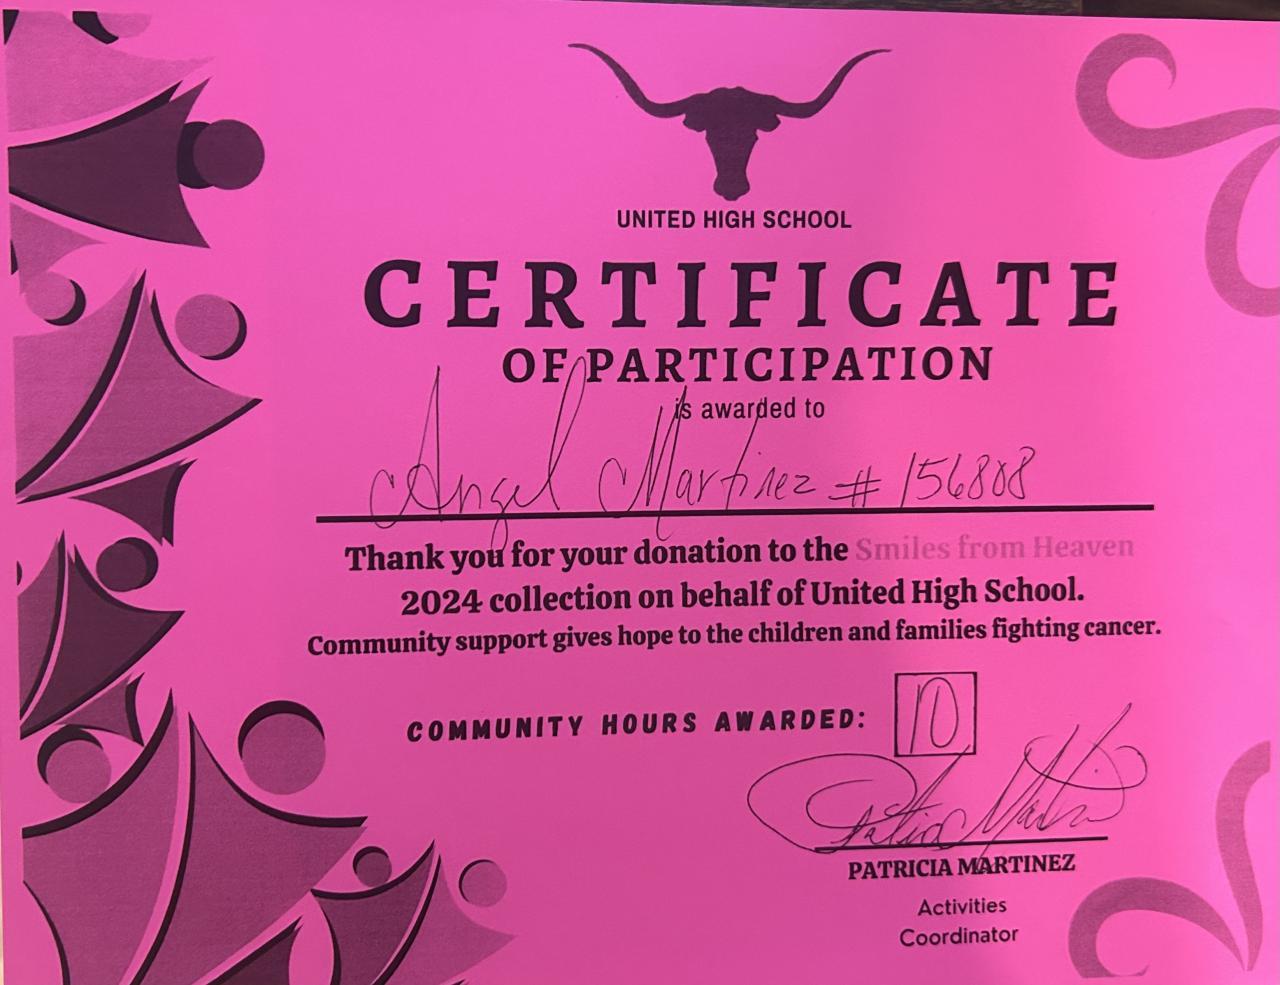 UNITED HIGH SCHOOL
CERTIFICATE
OF PARTICIPATION
is awarded to
Angel Martinez # 156808
Thank you for your donation to the Smiles from Heaven
2024 collection on behalf of United High School.
Community support gives hope to the children and families fighting cancer.
COMMUNITY HOURS AWARDED: 10
Patricia Martinez
PATRICIA MARTINEZ
Activities
Coordinator